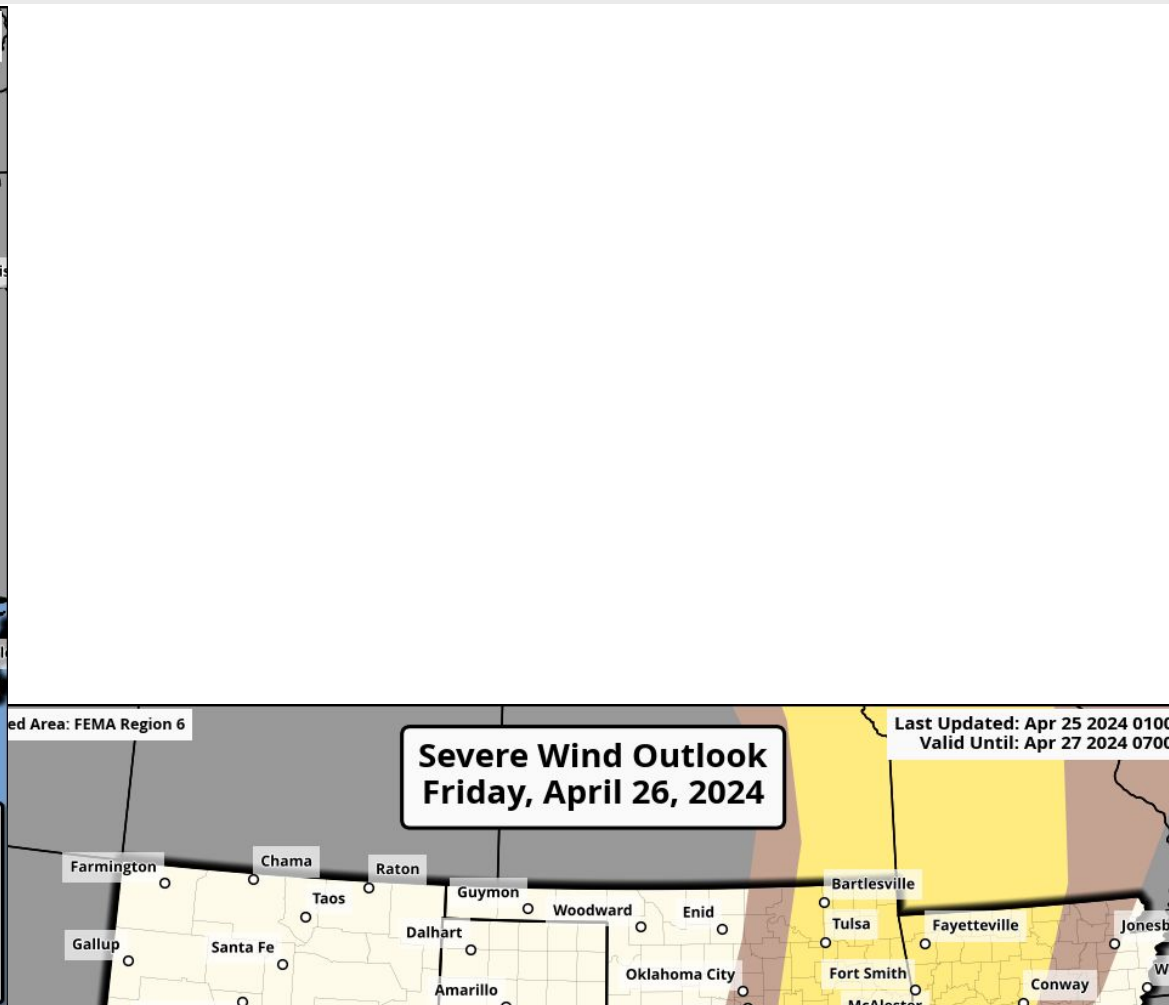 ed Area: FEMA Region 6
Severe Wind Outlook
Friday, April 26, 2024
Last Updated: Apr 25 2024 0100
Valid Until: Apr 27 2024 0700
Farmington
Chama
Raton
Taos
Guymon
Woodward
Enid
Bartlesville
Gallup
Santa Fe
Dalhart
Tulsa
Fayetteville
Jonesb
Amarillo
Oklahoma City
Fort Smith
Conway
McAlester